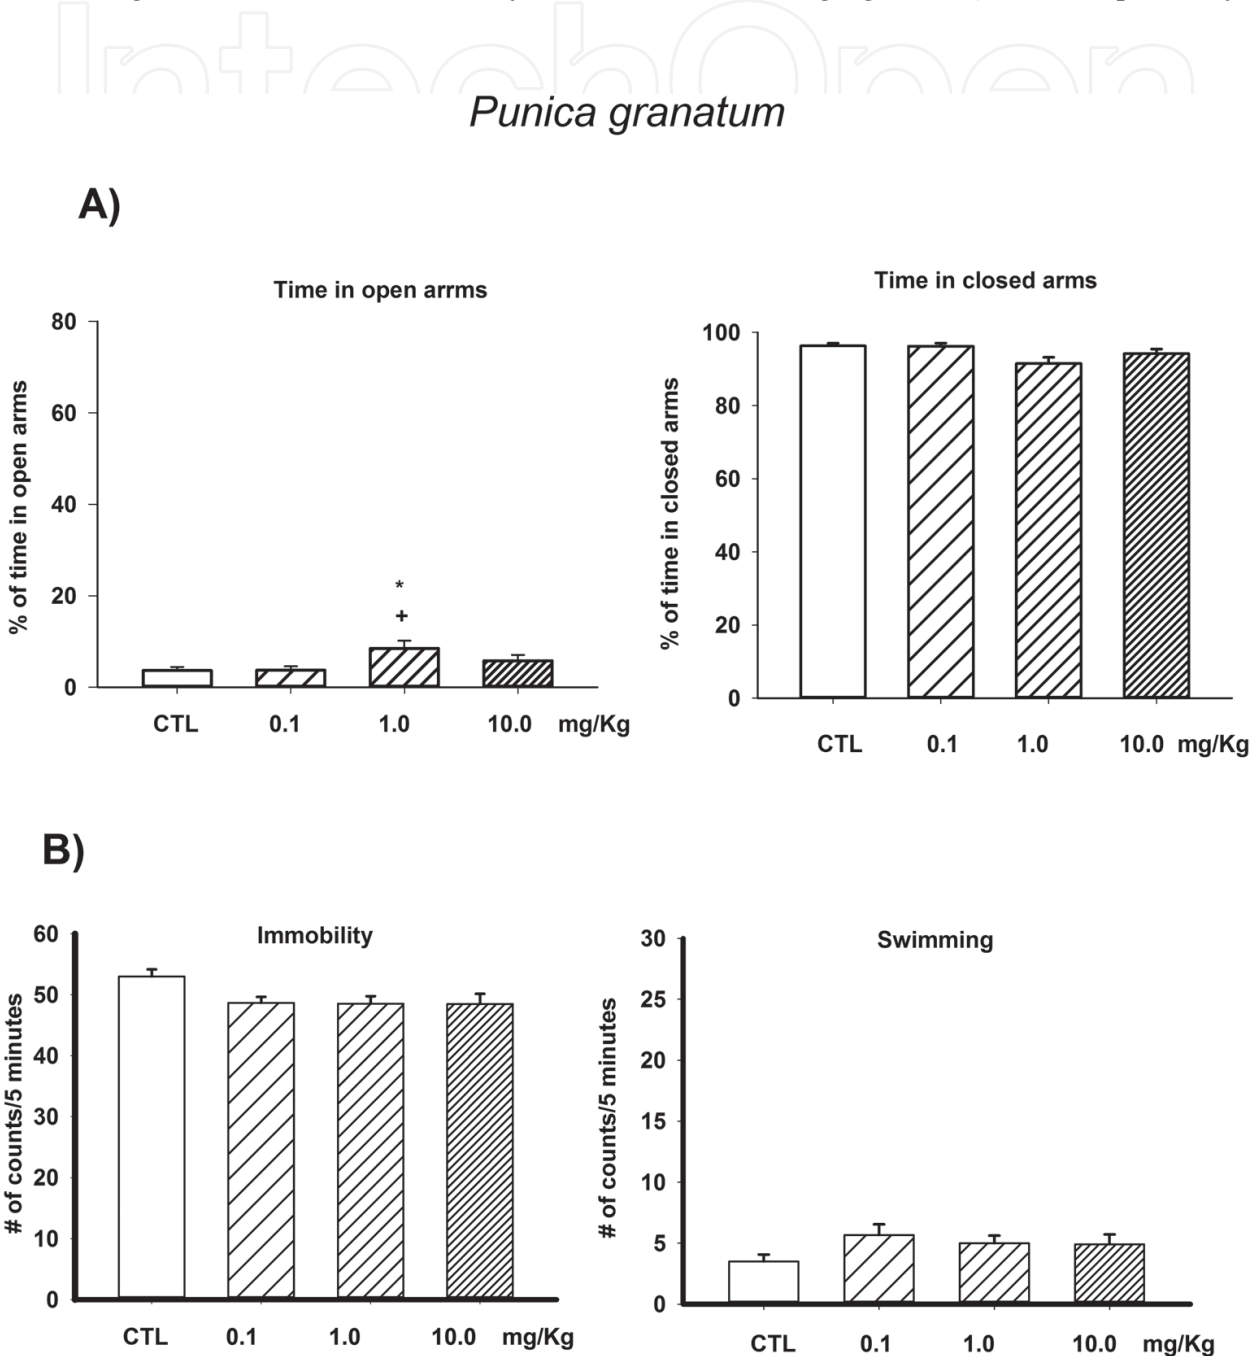 IntechOpen
Punica granatum
A)
Time in open arrms
% of time in open arms
80
60
40
20
0
*
+
CTL 0.1 1.0 10.0 mg/Kg
Time in closed arms
% of time in closed arms
100
80
60
40
20
0
CTL 0.1 1.0 10.0 mg/Kg
B)
Immobility
# of counts/5 minutes
60
50
40
30
20
10
0
CTL 0.1 1.0 10.0 mg/Kg
Swimming
# of counts/5 minutes
30
25
20
15
10
5
0
CTL 0.1 1.0 10.0 mg/Kg